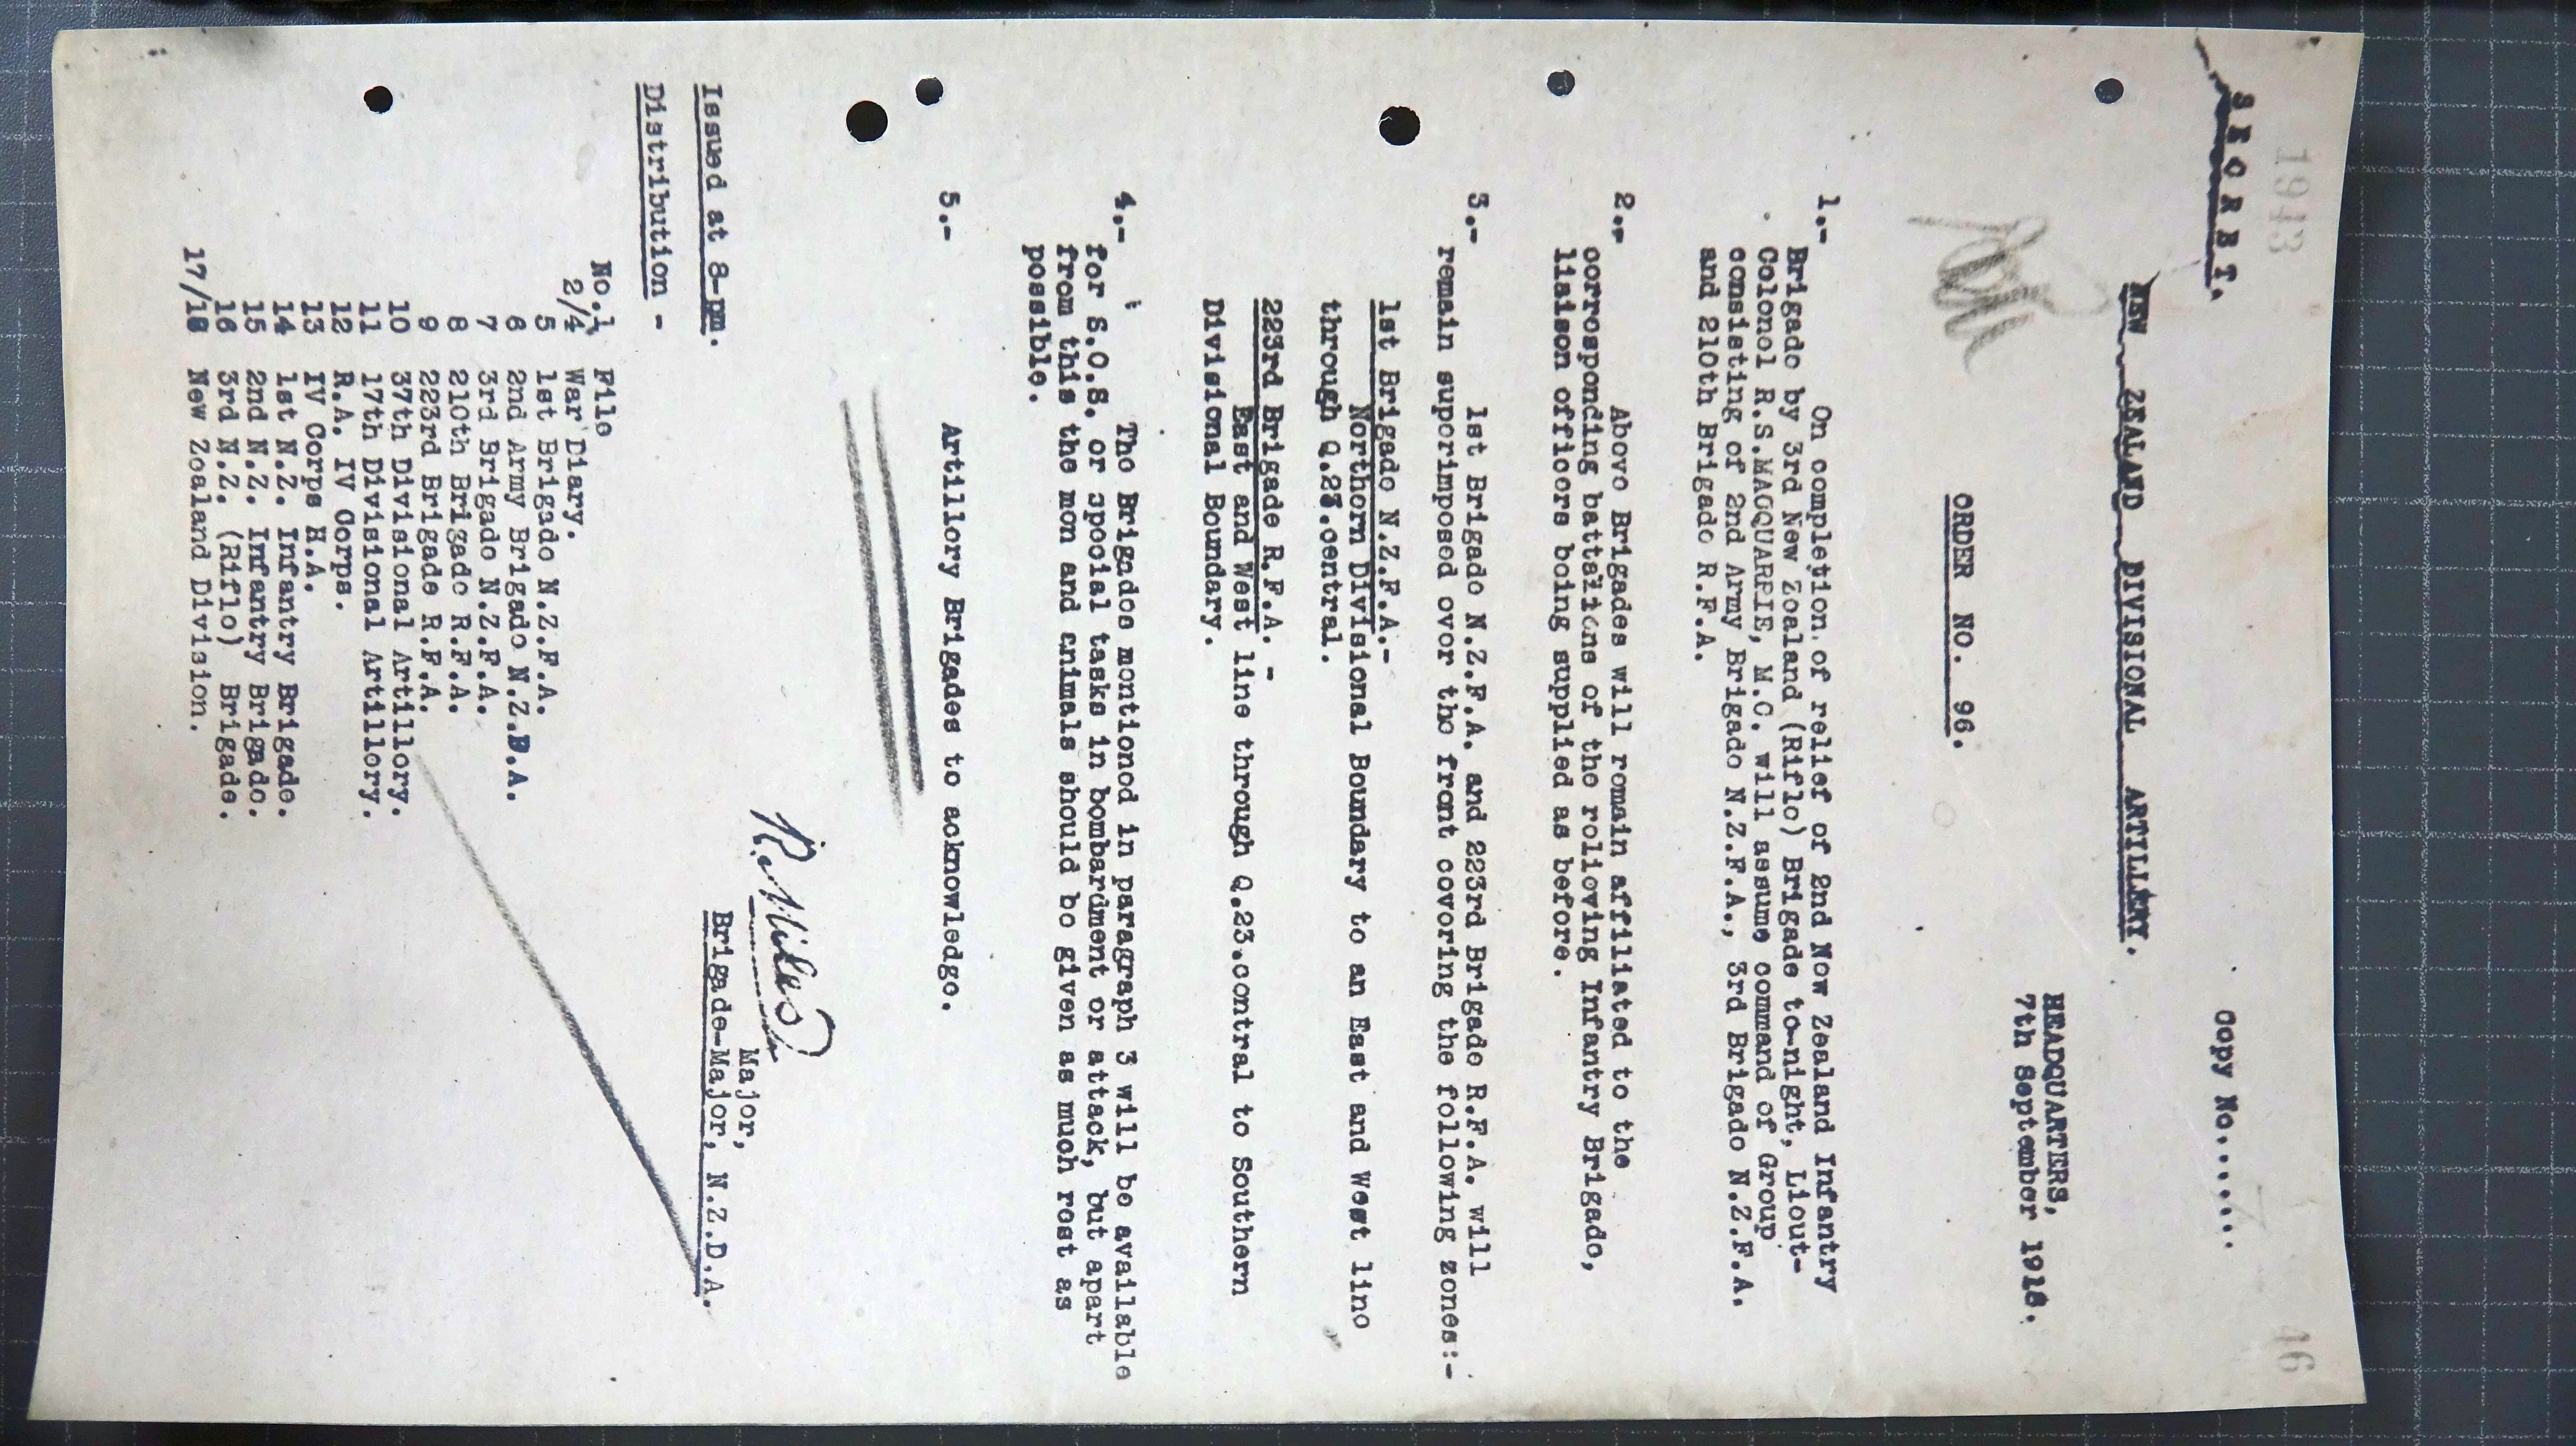 1943
46
S E C R E T.
Copy No........
NEW ZEALAND DIVISIONAL ARTILLERY.
HEADQUARTERS,
7th September 1918.
ORDER NO. 96.
1.- On completion of relief of 2nd New Zealand Infantry
Brigade by 3rd New Zealand (Rifle) Brigade to-night, Lieut-
Colonel R.S.MACQUARRIE, M.C. will assume command of Group
consisting of 2nd Army Brigade N.Z.F.A., 3rd Brigade N.Z.F.A.
and 210th Brigade R.F.A.
2.- Above Brigades will remain affiliated to the
corresponding battalions of the relieving Infantry Brigade,
liaison officers being supplied as before.
3.- 1st Brigade N.Z.F.A. and 223rd Brigade R.F.A. will
remain superimposed over the front covering the following zones:-
1st Brigade N.Z.F.A.-
Northern Divisional Boundary to an East and West line
through Q.23.central.
223rd Brigade R.F.A. -
East and West line through Q.23.central to Southern
Divisional Boundary.
4.- The Brigades mentioned in paragraph 3 will be available
for S.O.S. or special tasks in bombardment or attack, but apart
from this the men and animals should be given as much rest as
possible.
5.- Artillery Brigades to acknowledge.
R. Miles
Major,
Brigade-Major, N.Z.D.A.
Issued at 8-pm.
Distribution -
No.1 File
2/4 War Diary.
5 1st Brigade N.Z.F.A.
6 2nd Army Brigade N.Z.F.A.
7 3rd Brigade N.Z.F.A.
8 210th Brigade R.F.A.
9 223rd Brigade R.F.A.
10 37th Divisional Artillery.
11 17th Divisional Artillery.
12 R.A. IV Corps.
13 IV Corps H.A.
14 1st N.Z. Infantry Brigade.
15 2nd N.Z. Infantry Brigade.
16 3rd N.Z. (Rifle) Brigade.
17/18 New Zealand Division.